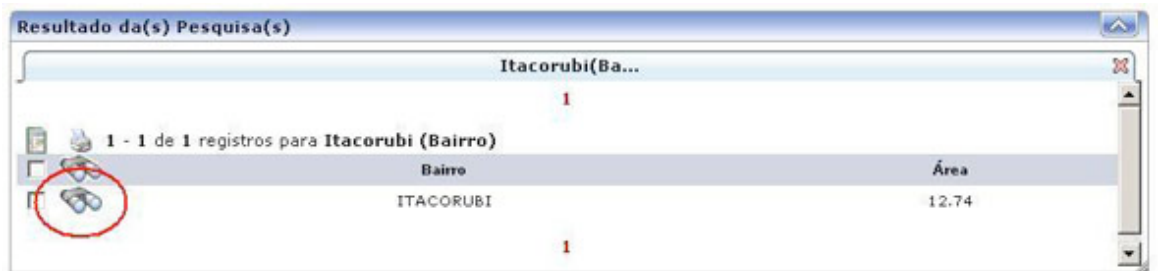 Resultado da(s) Pesquisa(s)
Itacorubi(Ba...
1
1 - 1 de 1 registros para Itacorubi (Bairro)
Bairro Área
ITACORUBI 12.74
1